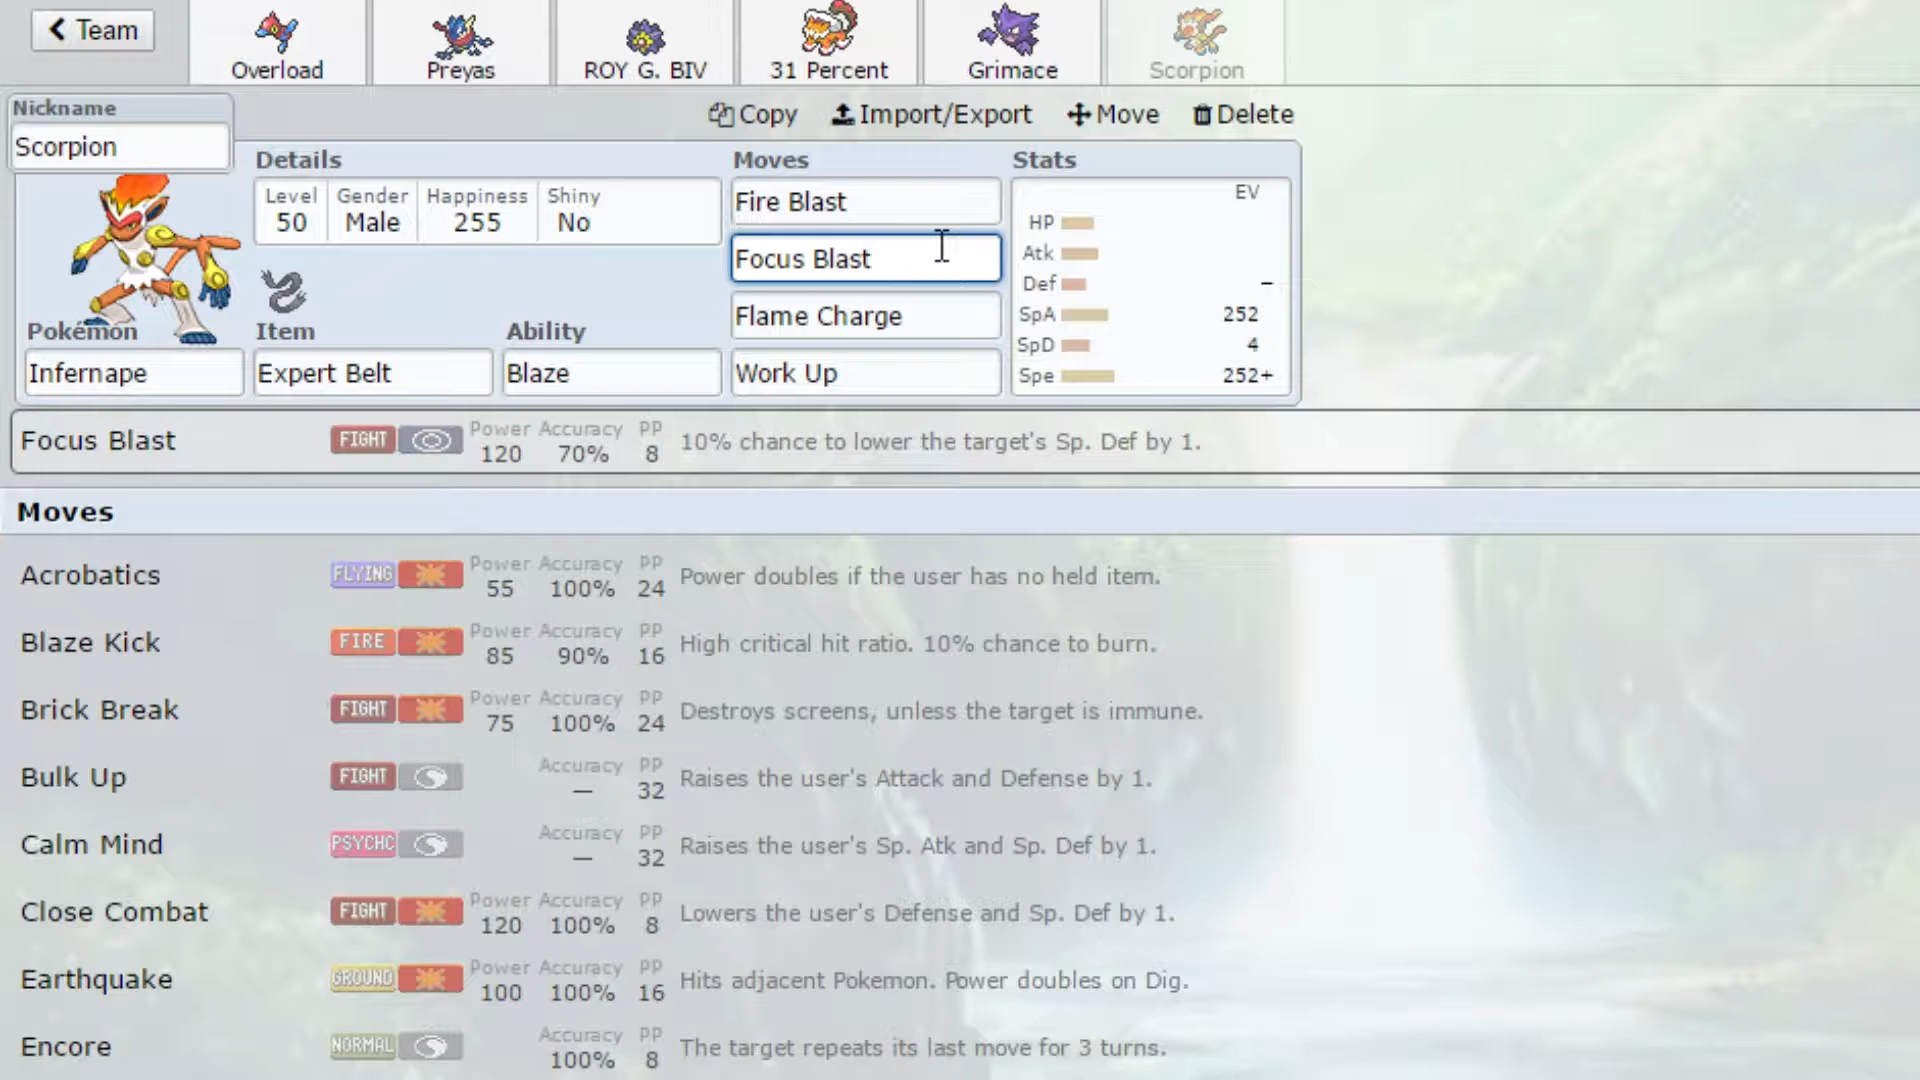 Team
Overload
Preyas
ROY G. BIV
31 Percent
Grimace
Scorpion
Nickname
Scorpion
Copy
Import/Export
Move
Delete
Details
Level
50
Gender
Male
Happiness
255
Shiny
No
Pokémon
Infernape
Item
Expert Belt
Ability
Blaze
Moves
Fire Blast
Focus Blast
Flame Charge
Work Up
Stats
EV
HP
Atk
Def –
SpA 252
SpD 4
Spe 252+
Focus Blast FIGHT Power 120 Accuracy 70% PP 8 10% chance to lower the target's Sp. Def by 1.
Moves
Acrobatics FLYING Power 55 Accuracy 100% PP 24 Power doubles if the user has no held item.
Blaze Kick FIRE Power 85 Accuracy 90% PP 16 High critical hit ratio. 10% chance to burn.
Brick Break FIGHT Power 75 Accuracy 100% PP 24 Destroys screens, unless the target is immune.
Bulk Up FIGHT Accuracy — PP 32 Raises the user's Attack and Defense by 1.
Calm Mind PSYCHC Accuracy — PP 32 Raises the user's Sp. Atk and Sp. Def by 1.
Close Combat FIGHT Power 120 Accuracy 100% PP 8 Lowers the user's Defense and Sp. Def by 1.
Earthquake GROUND Power 100 Accuracy 100% PP 16 Hits adjacent Pokemon. Power doubles on Dig.
Encore NORMAL Accuracy 100% PP 8 The target repeats its last move for 3 turns.